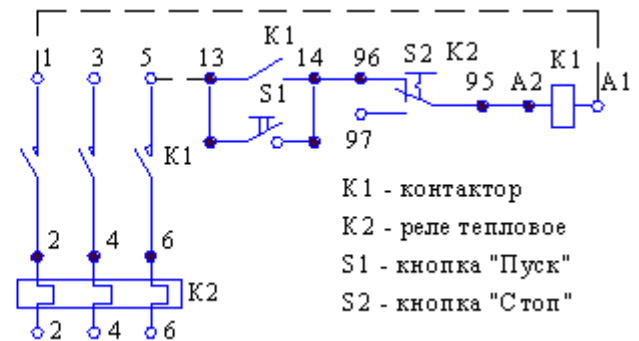 K1
1 3 5 13 14 96 S2 K2 K1
S1 95 A2 A1
97
K1
K1 - контактор
K2 - реле тепловое
S1 - кнопка "Пуск"
S2 - кнопка "Стоп"
2 4 6
K2
2 4 6